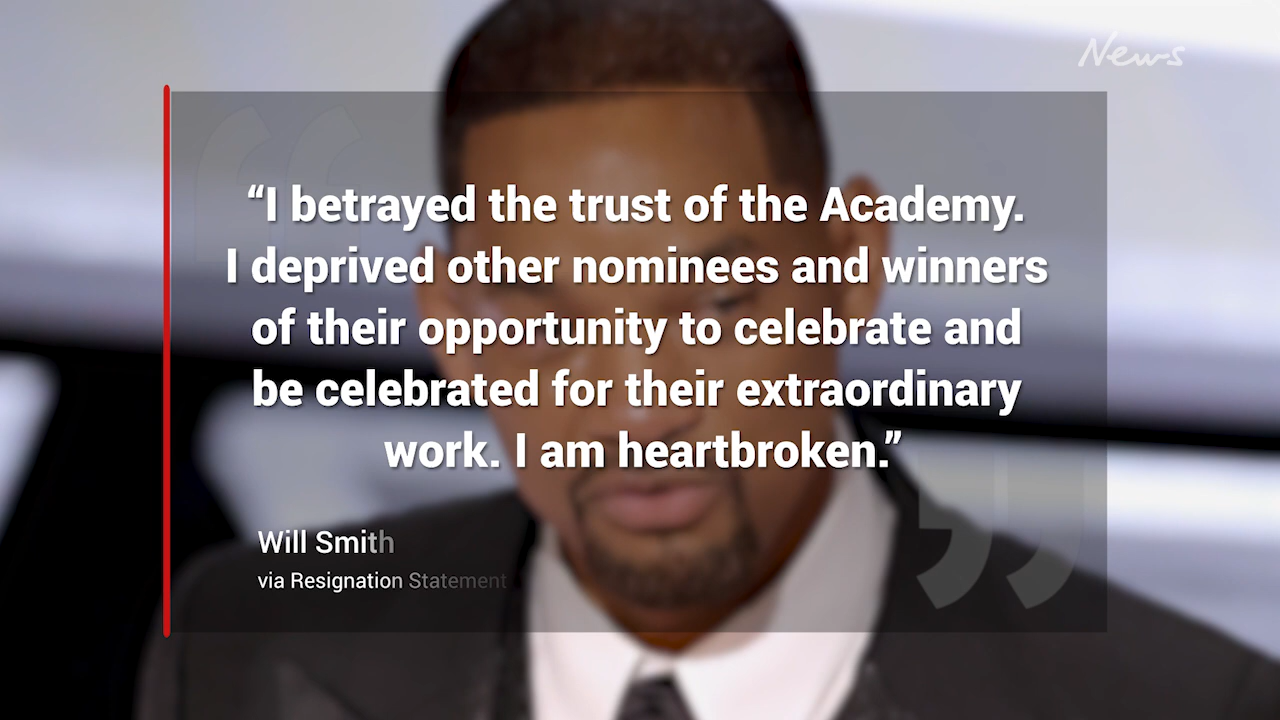 News
“I betrayed the trust of the Academy.
I deprived other nominees and winners
of their opportunity to celebrate and
be celebrated for their extraordinary
work. I am heartbroken.”
Will Smith
via Resignation Statement